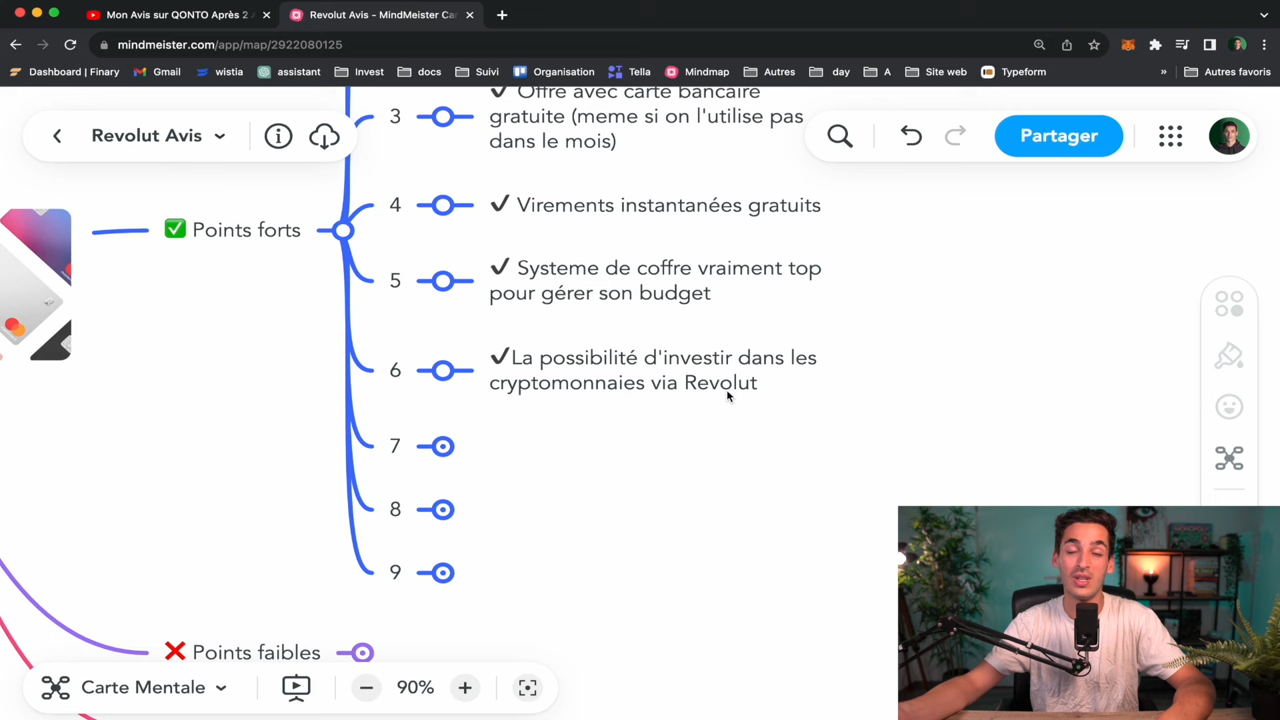 Mon Avis sur QONTO Après 2
Revolut Avis - MindMeister Car
mindmeister.com/app/map/2922080125
Dashboard | Finary
Gmail
wistia
assistant
Invest
docs
Suivi
Organisation
Tella
Mindmap
Autres
day
A
Site web
Typeform
»
Autres favoris
Revolut Avis
Partager
3
✓ Offre avec carte bancaire
gratuite (meme si on l'utilise pas
dans le mois)
✅ Points forts
4
✓ Virements instantanées gratuits
5
✓ Systeme de coffre vraiment top
pour gérer son budget
6
✓La possibilité d'investir dans les
cryptomonnaies via Revolut
7
8
9
❌ Points faibles
Carte Mentale
90%
MONOPOLY